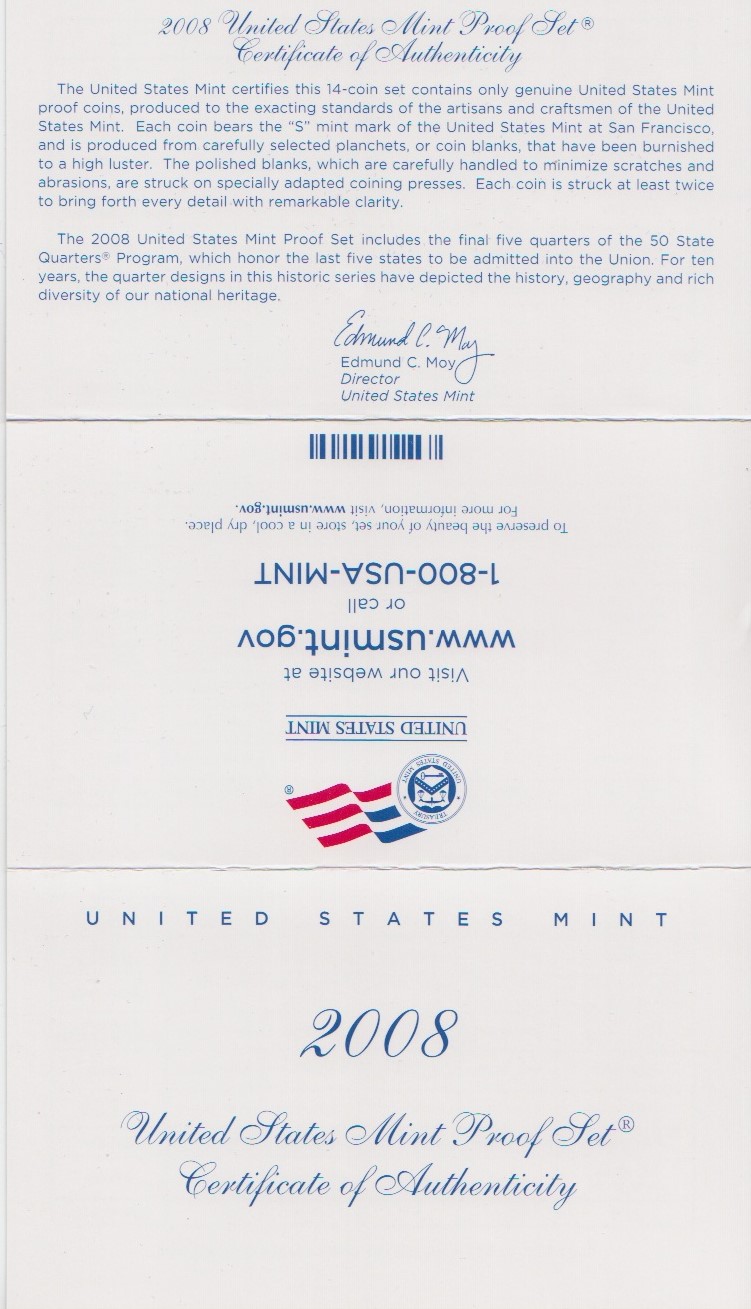 2008 United States Mint Proof Set®
Certificate of Authenticity
The United States Mint certifies this 14-coin set contains only genuine United States Mint
proof coins, produced to the exacting standards of the artisans and craftsmen of the United
States Mint. Each coin bears the “S” mint mark of the United States Mint at San Francisco,
and is produced from carefully selected planchets, or coin blanks, that have been burnished
to a high luster. The polished blanks, which are carefully handled to minimize scratches and
abrasions, are struck on specially adapted coining presses. Each coin is struck at least twice
to bring forth every detail with remarkable clarity.
The 2008 United States Mint Proof Set includes the final five quarters of the 50 State
Quarters® Program, which honor the last five states to be admitted into the Union. For ten
years, the quarter designs in this historic series have depicted the history, geography and rich
diversity of our national heritage.
Edmund C. Moy
Edmund C. Moy
Director
United States Mint
®
TREASURY
UNITED STATES MINT
UNITED STATES MINT
Visit our website at
www.usmint.gov
or call
1-800-USA-MINT
To preserve the beauty of your set, store in a cool, dry place.
For more information, visit www.usmint.gov.
UNITED STATES MINT
2008
United States Mint Proof Set®
Certificate of Authenticity